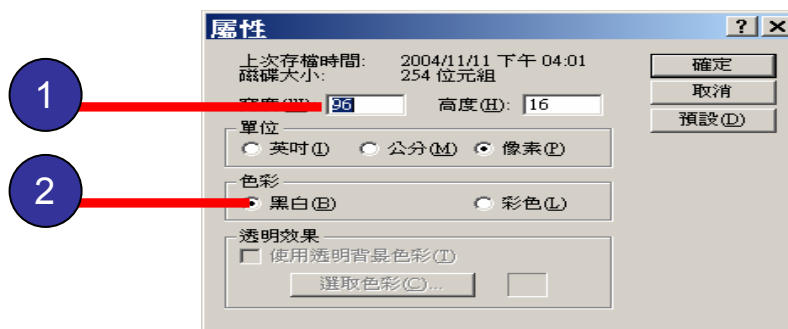 屬性
上次存檔時間: 2004/11/11 下午 04:01
磁碟大小: 254 位元組
確定
取消
預設(D)
1
96 高度(H): 16
單位
英吋(I) 公分(M) 像素(P)
色彩
2
黑白(B) 彩色(L)
透明效果
使用透明背景色彩(T)
選取色彩(C)...